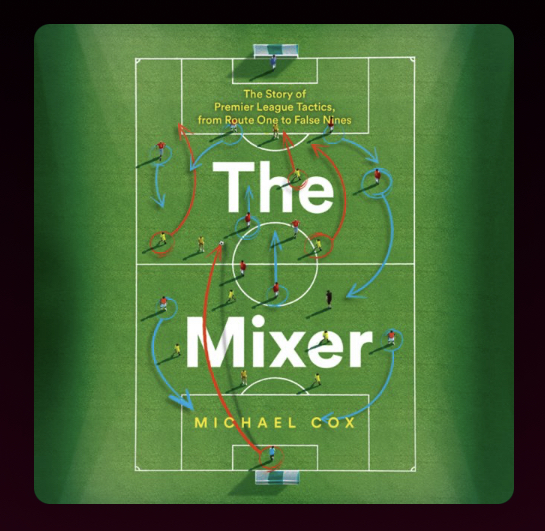 The Story of
Premier League Tactics,
from Route One to False Nines
The
Mixer
MICHAEL COX